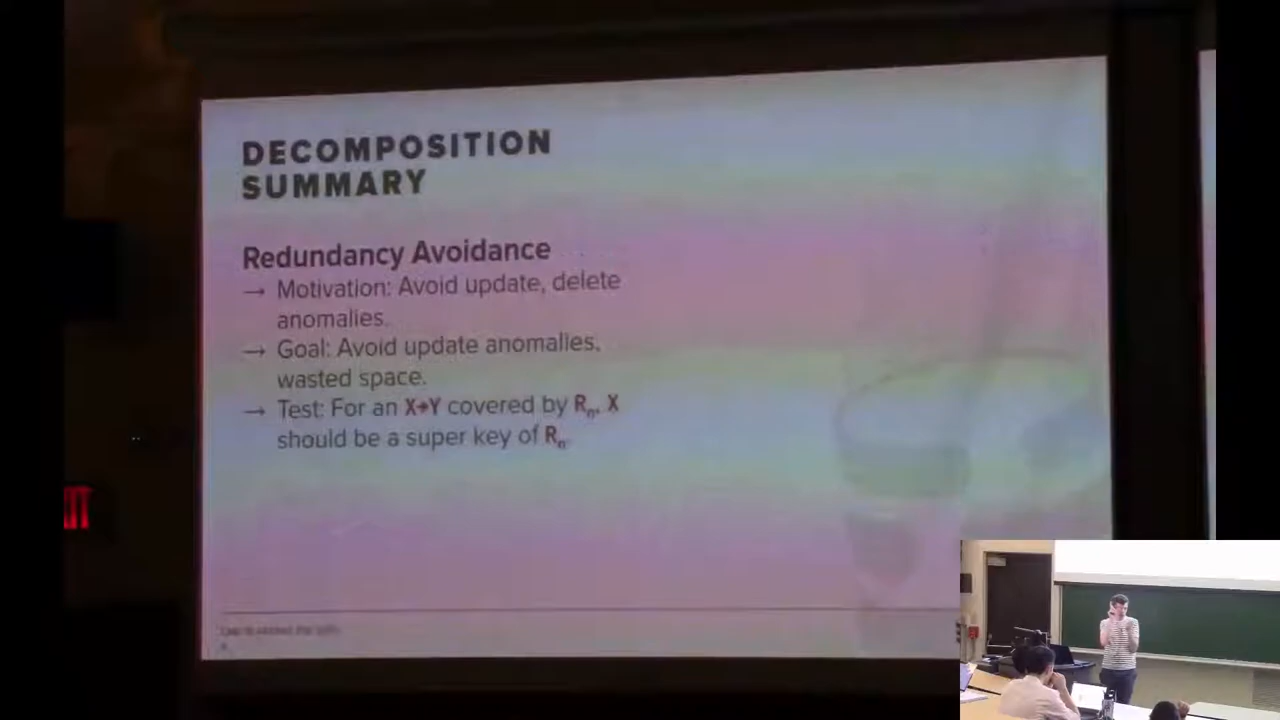 DECOMPOSITION
SUMMARY
Redundancy Avoidance
→ Motivation: Avoid update, delete
anomalies.
→ Goal: Avoid update anomalies,
wasted space.
→ Test: For an X→Y covered by Rn, X
should be a super key of Rn